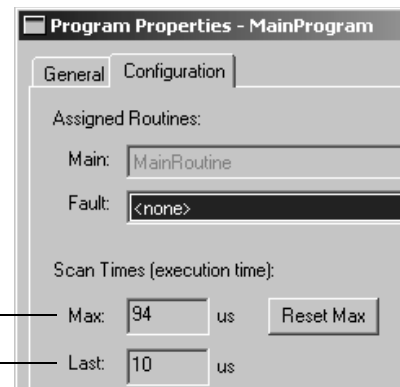 Program Properties - MainProgram
General Configuration
Assigned Routines:
Main: MainRoutine
Fault: <none>
Scan Times (execution time):
Max: 94 us Reset Max
Last: 10 us